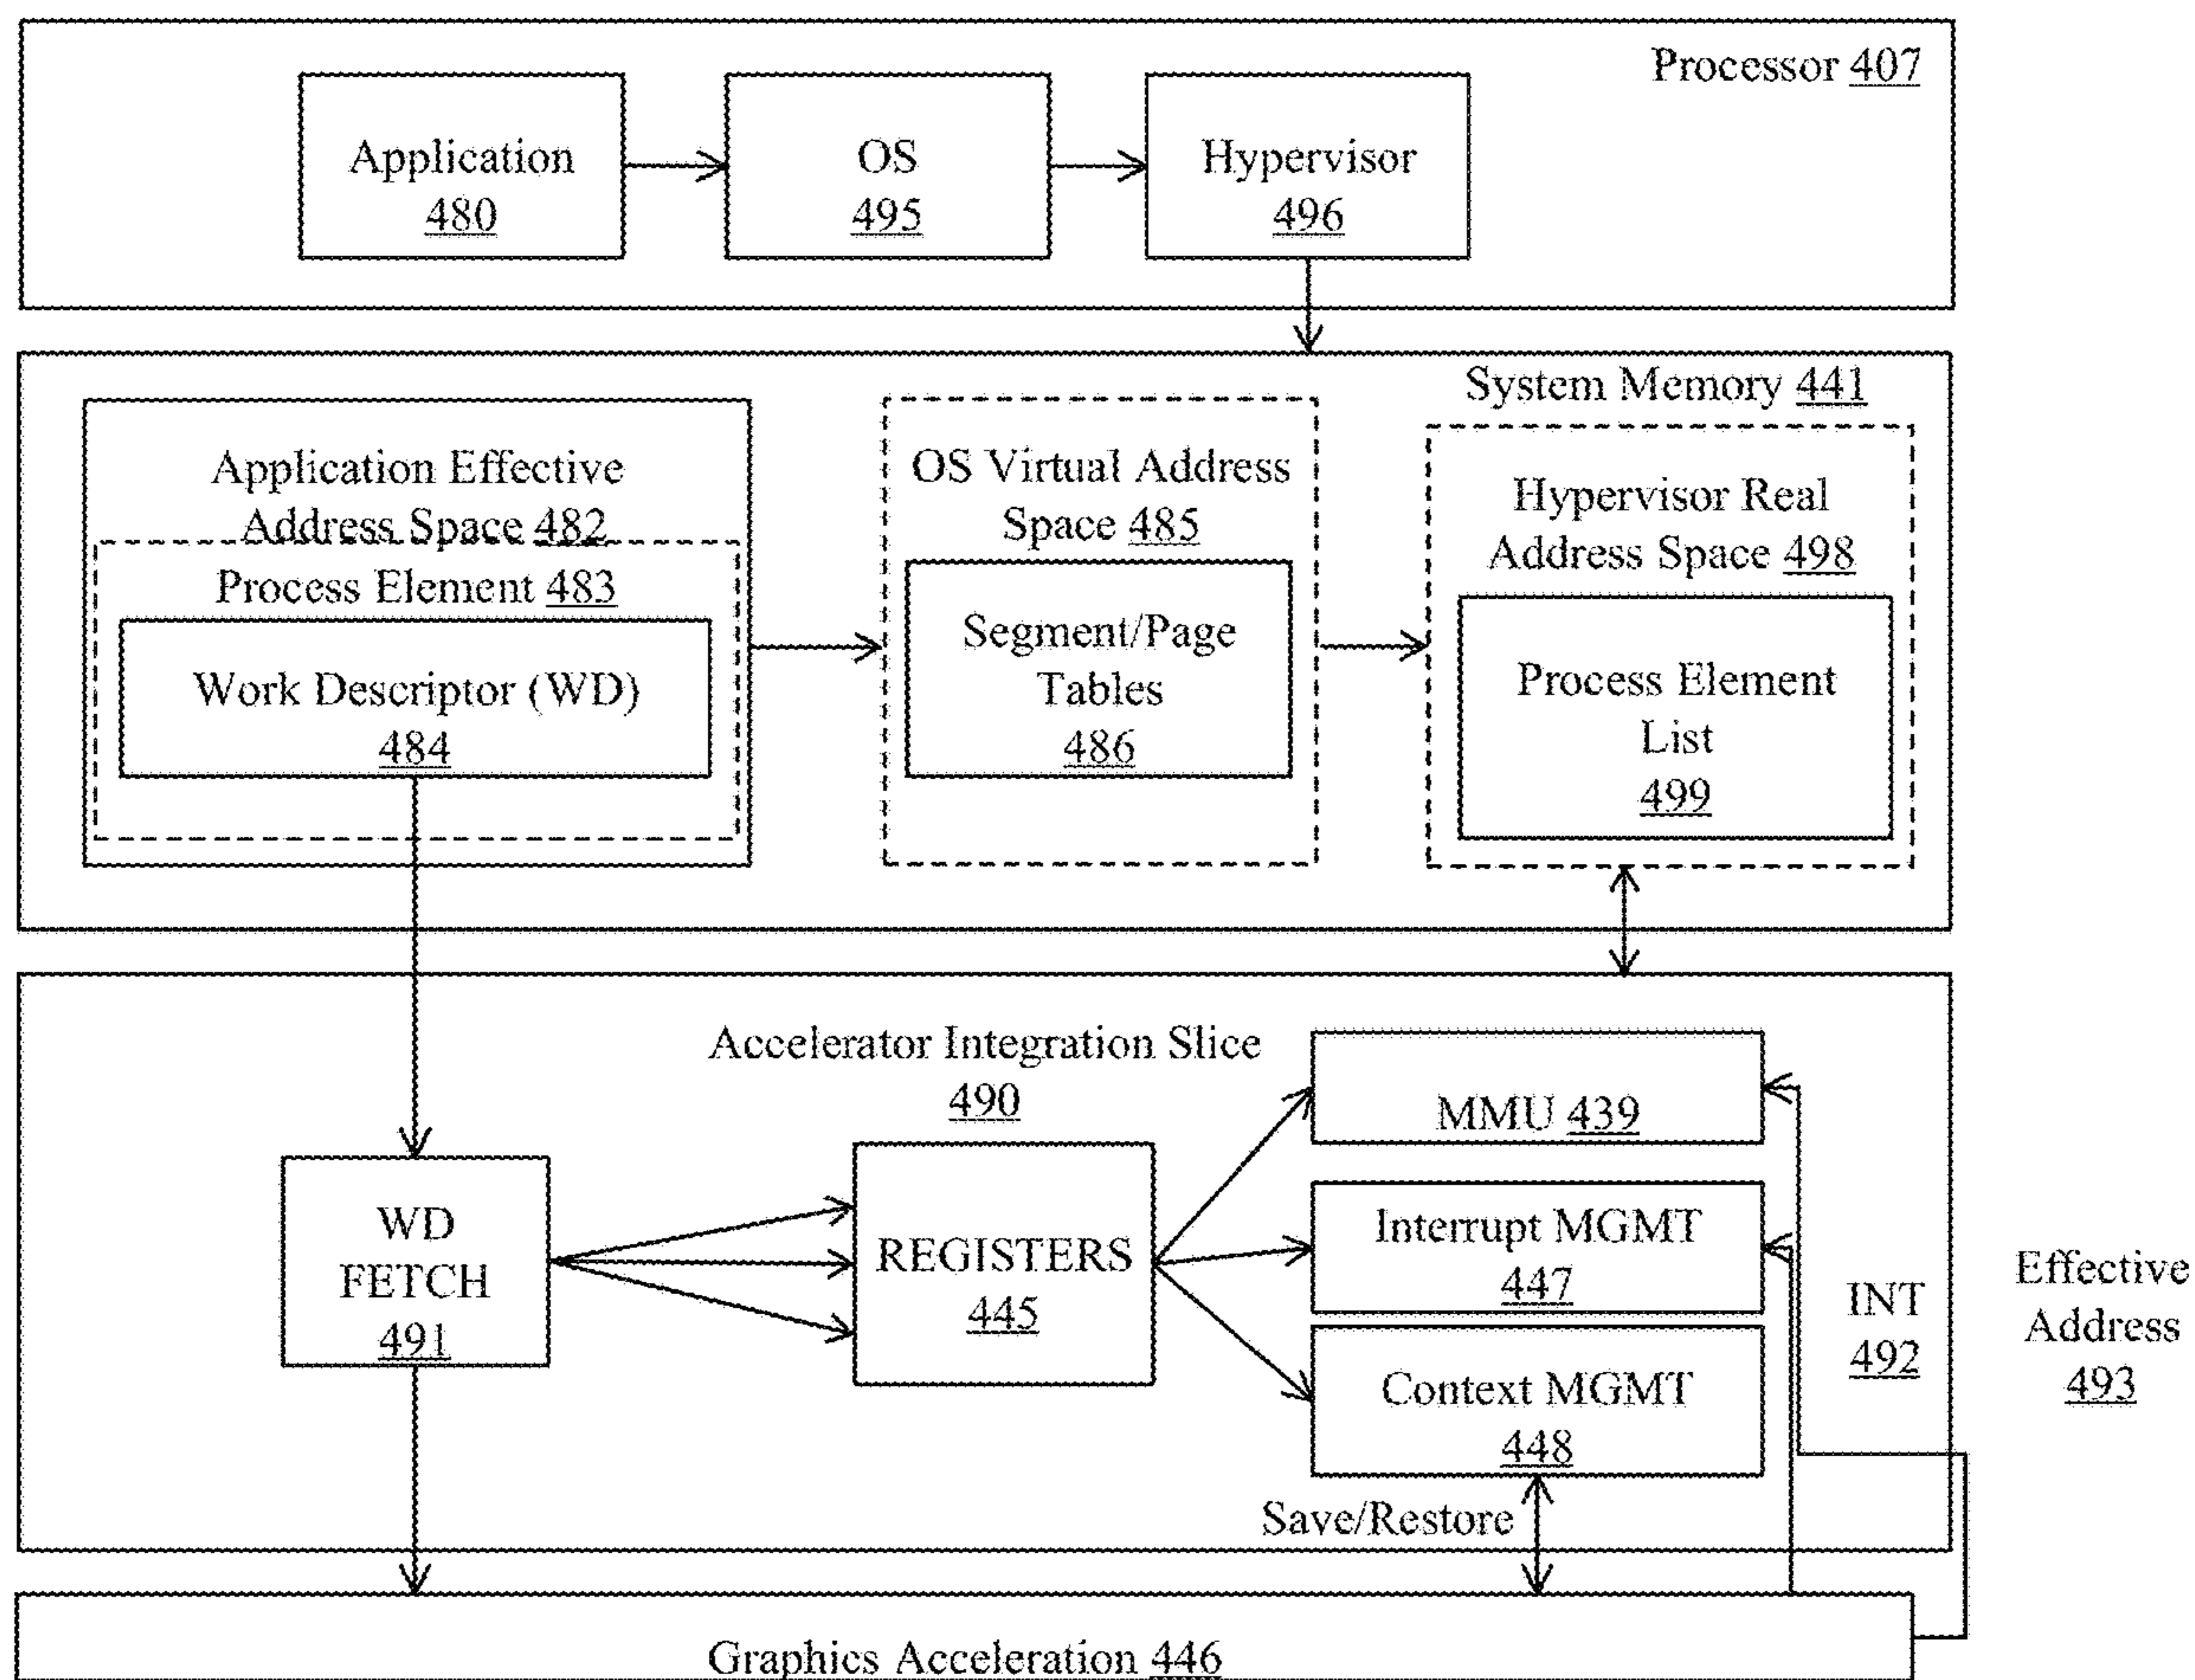 Processor 407
Application
480
OS
495
Hypervisor
496
System Memory 441
Application Effective
Address Space 482
Process Element 483
Work Descriptor (WD)
484
OS Virtual Address
Space 485
Segment/Page
Tables
486
Hypervisor Real
Address Space 498
Process Element
List
499
Accelerator Integration Slice
490
WD
FETCH
491
REGISTERS
445
MMU 439
Interrupt MGMT
447
Context MGMT
448
INT
492
Effective
Address
493
Save/Restore
Graphics Acceleration 446